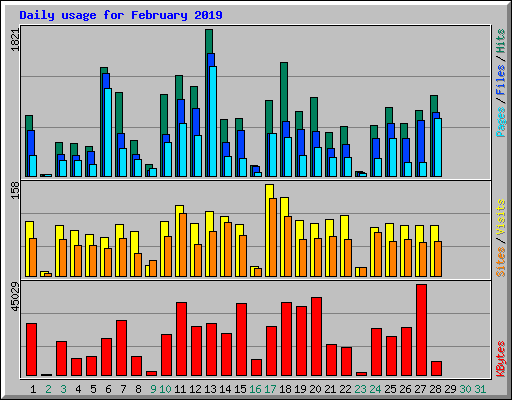 Daily usage for February 2019
1821
Pages / Files / Hits
158
Sites / Visits
45029
KBytes
1 2 3 4 5 6 7 8 9 10 11 12 13 14 15 16 17 18 19 20 21 22 23 24 25 26 27 28 29 30 31